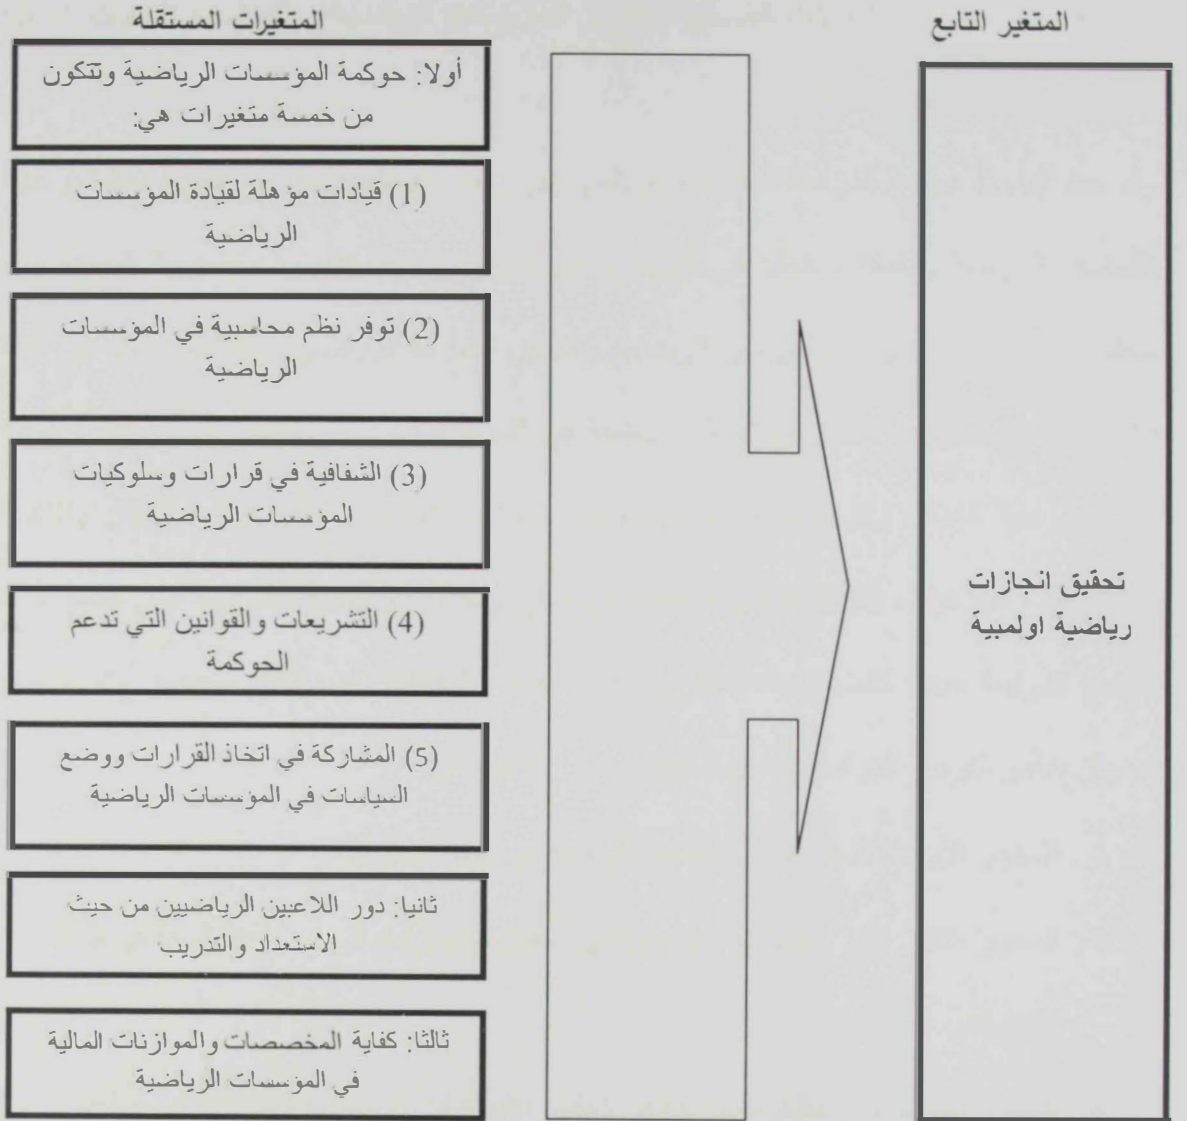 المتغيرات المستقلة
أولا: حوكمة المؤسسات الرياضية وتتكون
من خمسة متغيرات هي:
(1) قيادات مؤهلة لقيادة المؤسسات
الرياضية
(2) توفر نظم محاسبية في المؤسسات
الرياضية
(3) الشفافية في قرارات وسلوكيات
المؤسسات الرياضية
(4) التشريعات والقوانين التي تدعم
الحوكمة
(5) المشاركة في اتخاذ القرارات ووضع
السياسات في المؤسسات الرياضية
ثانيا: دور اللاعبين الرياضيين من حيث
الاستعداد والتدريب
ثالثا: كفاية المخصصات والموازنات المالية
في المؤسسات الرياضية
المتغير التابع
تحقيق انجازات
رياضية اولمبية